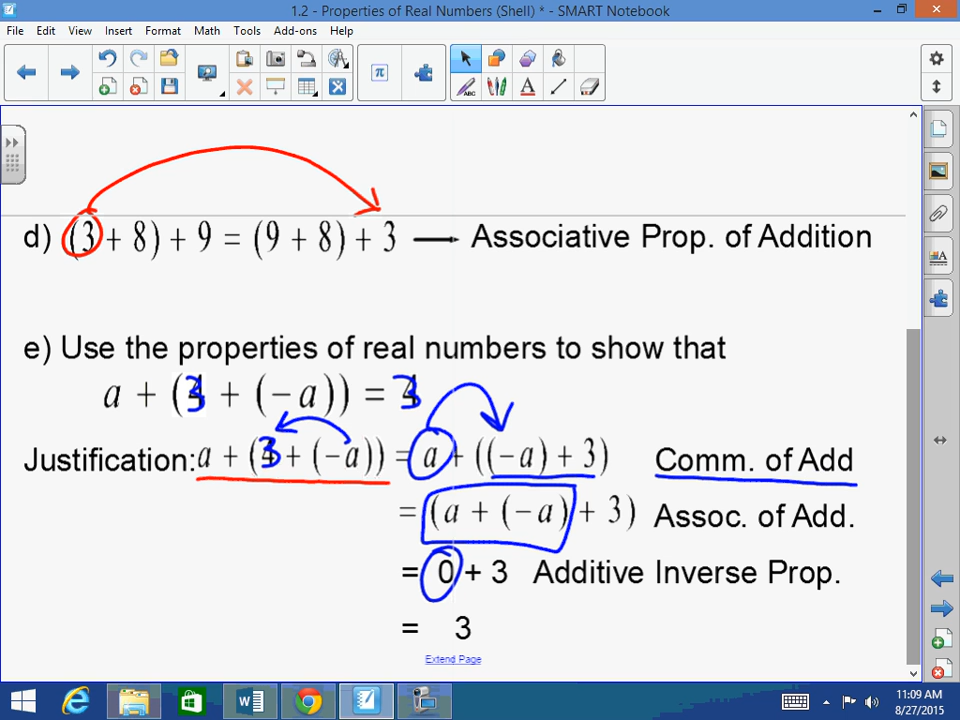 1.2 - Properties of Real Numbers (Shell) * - SMART Notebook
File Edit View Insert Format Math Tools Add-ons Help
d) (3 + 8) + 9 = (9 + 8) + 3 — Associative Prop. of Addition
e) Use the properties of real numbers to show that
a + (3 + (−a)) = 3
Justification: a + (3 + (−a)) = a + ((−a) + 3) Comm. of Add
= (a + (−a) + 3) Assoc. of Add.
= 0 + 3 Additive Inverse Prop.
= 3
Extend Page
11:09 AM
8/27/2015